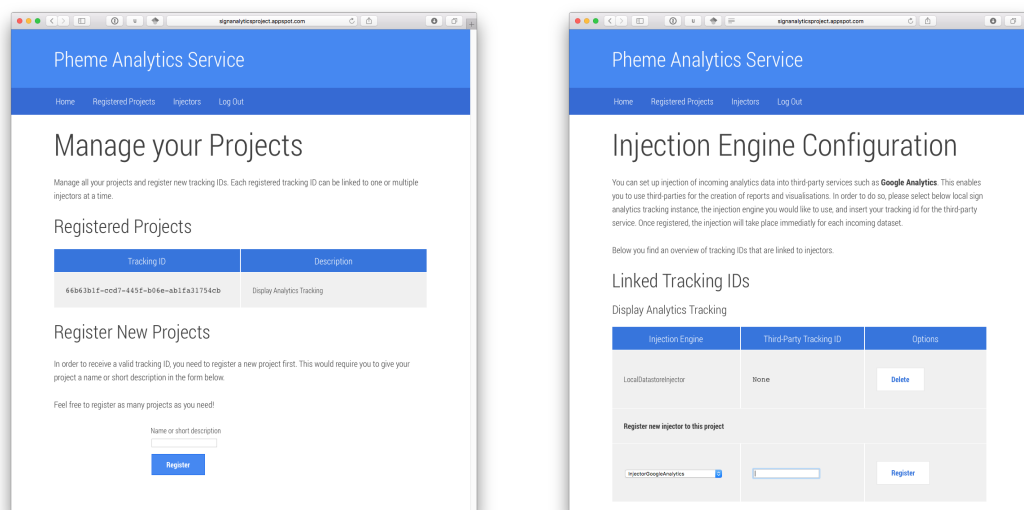 signanalyticsproject.appspot.com
Pheme Analytics Service
Home Registered Projects Injectors Log Out
Manage your Projects
Manage all your projects and register new tracking IDs. Each registered tracking ID can be linked to one or multiple
injectors at a time.
Registered Projects
Tracking ID Description
66b63b1f-ccd7-445f-b06e-ab1fa31754cb Display Analytics Tracking
Register New Projects
In order to receive a valid tracking ID, you need to register a new project first. This would require you to give your
project a name or short description in the form below.
Feel free to register as many projects as you need!
Name or short description
Register
signanalyticsproject.appspot.com
Pheme Analytics Service
Home Registered Projects Injectors Log Out
Injection Engine Configuration
You can set up injection of incoming analytics data into third-party services such as Google Analytics. This enables
you to use third-parties for the creation of reports and visualisations. In order to do so, please select below local sign
analytics tracking instance, the injection engine you would like to use, and insert your tracking id for the third-party
service. Once registered, the injection will take place immediatly for each incoming dataset.
Below you find an overview of tracking IDs that are linked to injectors.
Linked Tracking IDs
Display Analytics Tracking
Injection Engine Third-Party Tracking ID Options
LocalDatastoreInjector None Delete
Register new injector to this project
InjectorGoogleAnalytics Register